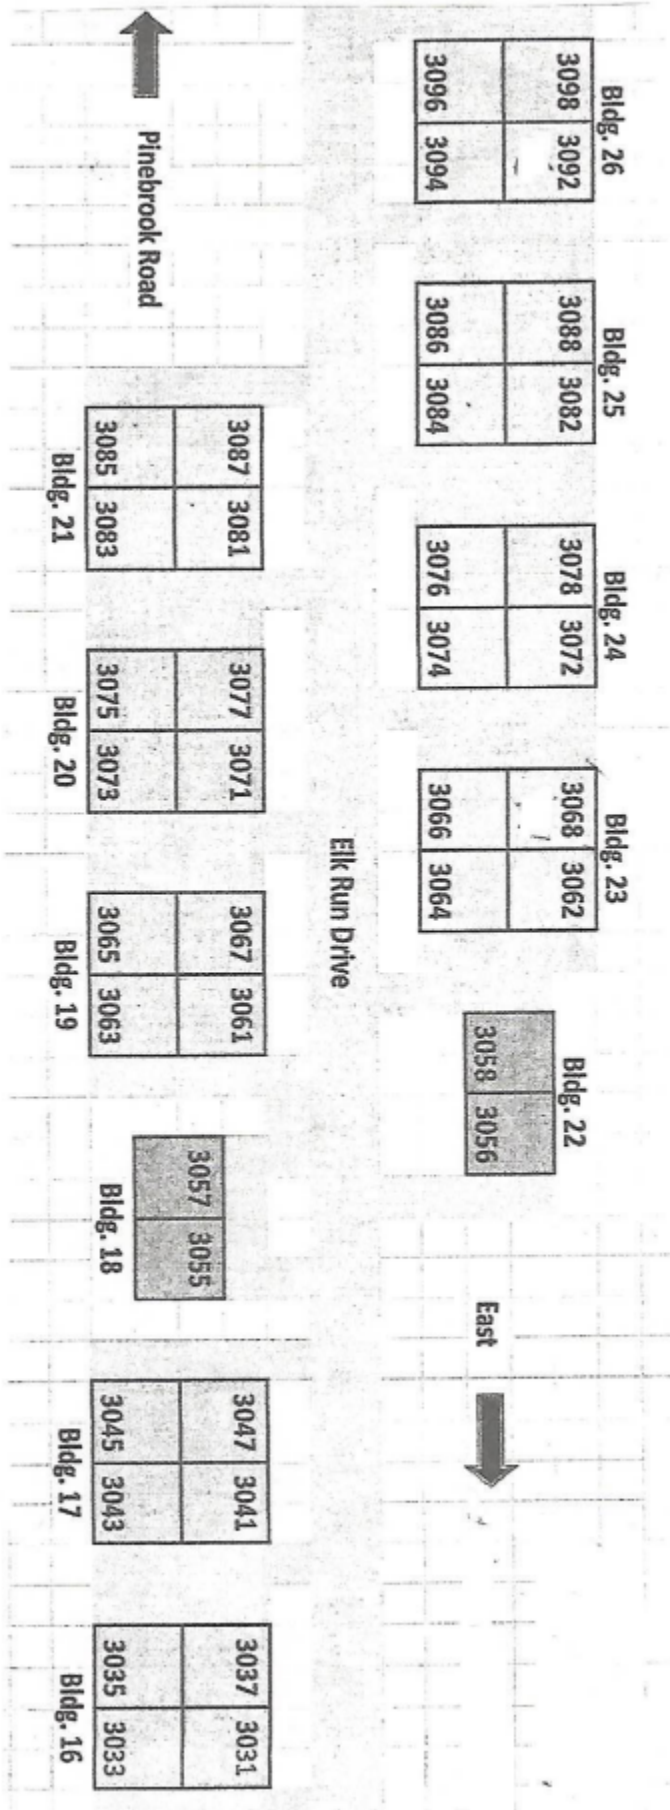 Bldg. 26 Bldg. 25 Bldg. 24 Bldg. 23 Bldg. 22
3098 3092 3088 3082 3078 3072 3068 3062
3096 3094 3086 3084 3076 3074 3066 3064 3058 3056 East
Elk Run Drive
3087 3081 3077 3071 3067 3061 3057 3055 3047 3041 3037 3031
Pinebrook Road
3085 3083 3075 3073 3065 3063 3045 3043 3035 3033
Bldg. 21 Bldg. 20 Bldg. 19 Bldg. 18 Bldg. 17 Bldg. 16